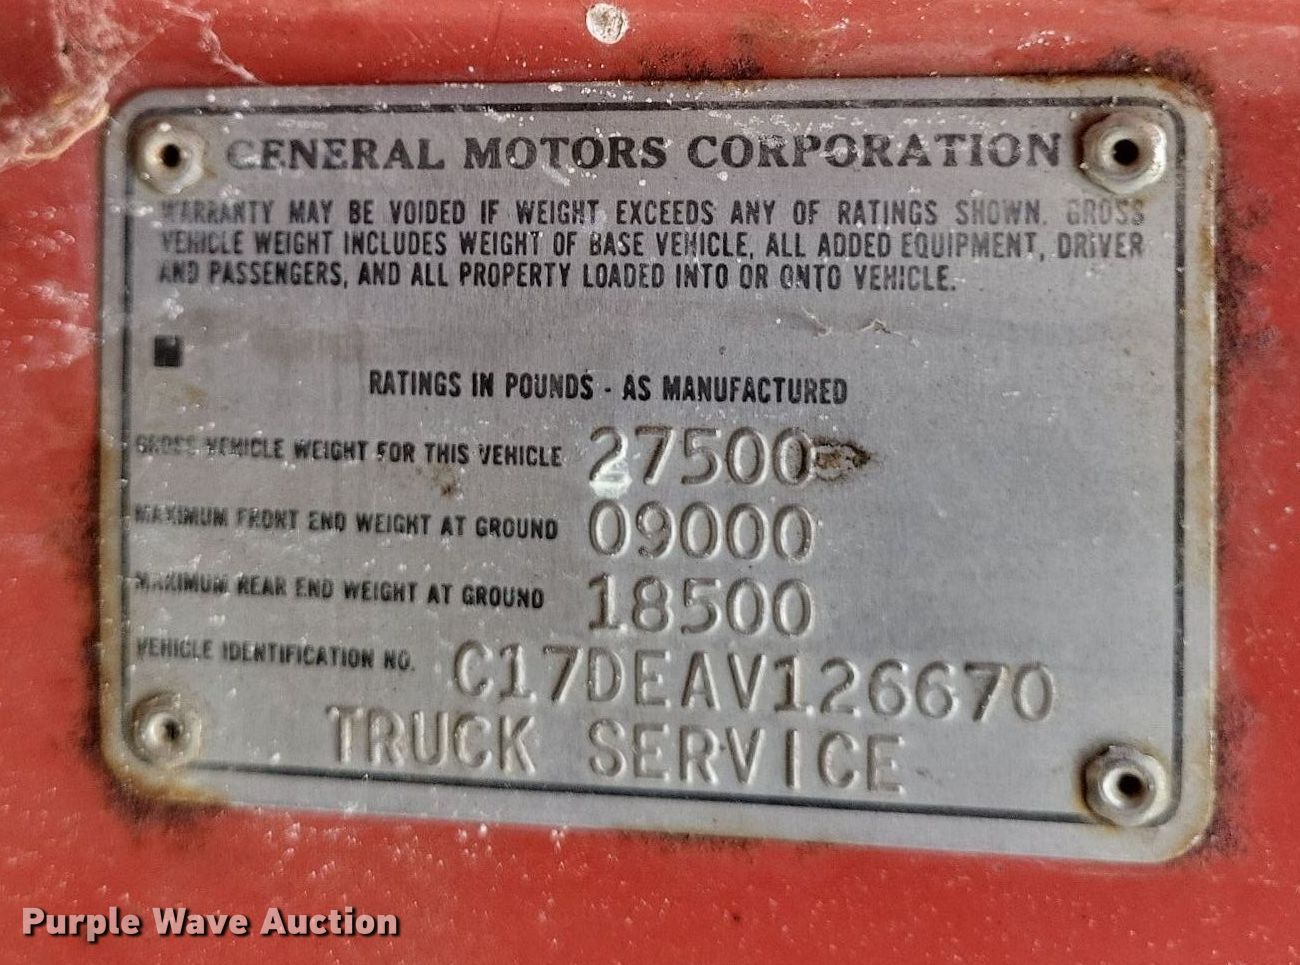 GENERAL MOTORS CORPORATION
WARRANTY MAY BE VOIDED IF WEIGHT EXCEEDS ANY OF RATINGS SHOWN. GROSS
VEHICLE WEIGHT INCLUDES WEIGHT OF BASE VEHICLE, ALL ADDED EQUIPMENT, DRIVER
AND PASSENGERS, AND ALL PROPERTY LOADED INTO OR ONTO VEHICLE.
RATINGS IN POUNDS - AS MANUFACTURED
GROSS VEHICLE WEIGHT FOR THIS VEHICLE 27500
MAXIMUM FRONT END WEIGHT AT GROUND 09000
MAXIMUM REAR END WEIGHT AT GROUND 18500
VEHICLE IDENTIFICATION NO. C17DEAV126670
TRUCK SERVICE
Purple Wave Auction